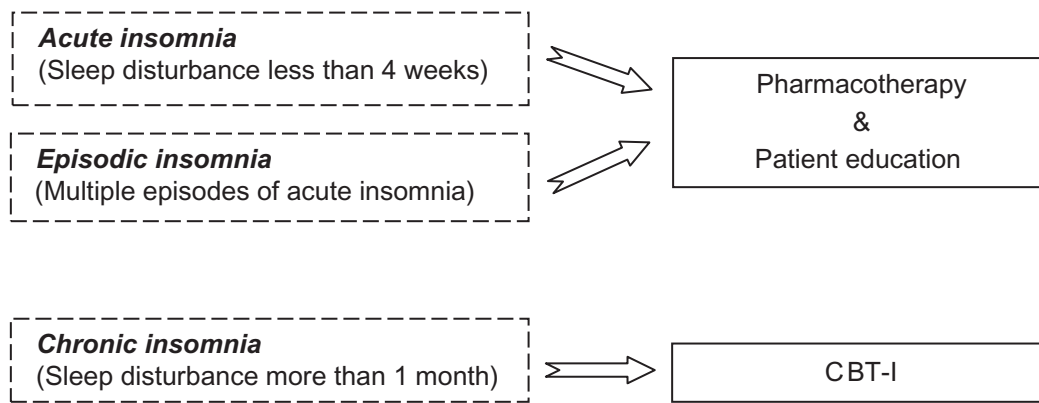 Acute insomnia
(Sleep disturbance less than 4 weeks)
Episodic insomnia
(Multiple episodes of acute insomnia)
Pharmacotherapy
&
Patient education
Chronic insomnia
(Sleep disturbance more than 1 month)
CBT-I